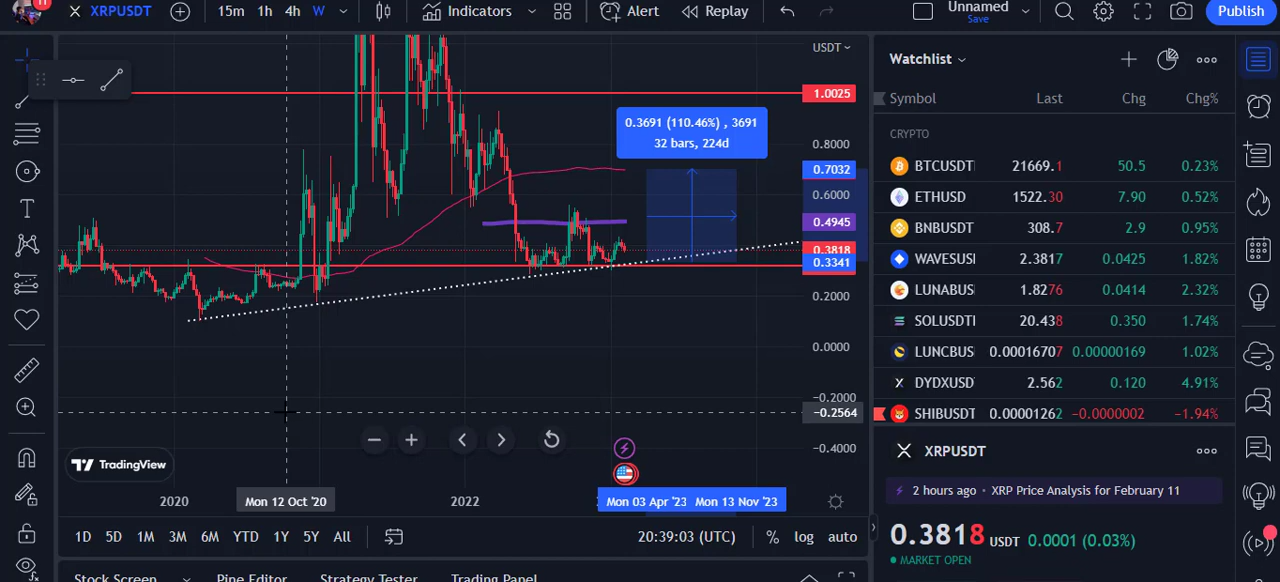 11 XRPUSDT 15m 1h 4h W Indicators Alert Replay Unnamed Save Publish
USDT
1.0025
0.8000
0.7032
0.6000
0.4945
0.3818
0.3341
0.2000
0.0000
−0.2000
−0.2564
−0.4000
0.3691 (110.46%) , 3691
32 bars, 224d
TradingView
2020 Mon 12 Oct '20 2022 Mon 03 Apr '23 Mon 13 Nov '23
1D 5D 1M 3M 6M YTD 1Y 5Y All 20:39:03 (UTC) % log auto
Stock Screen Pine Editor Strategy Tester Trading Panel
Watchlist
Symbol Last Chg Chg%
CRYPTO
BTCUSDT 21669.1 50.5 0.23%
ETHUSD 1522.30 7.90 0.52%
BNBUSDT 308.7 2.9 0.95%
WAVESUSI 2.3817 0.0425 1.82%
LUNABUS 1.8276 0.0414 2.32%
SOLUSDTI 20.438 0.350 1.74%
LUNCBUS 0.00016707 0.00000169 1.02%
DYDXUSD 2.562 0.120 4.91%
SHIBUSDT 0.00001262 −0.0000002 −1.94%
XRPUSDT
2 hours ago · XRP Price Analysis for February 11
0.3818 USDT 0.0001 (0.03%)
MARKET OPEN